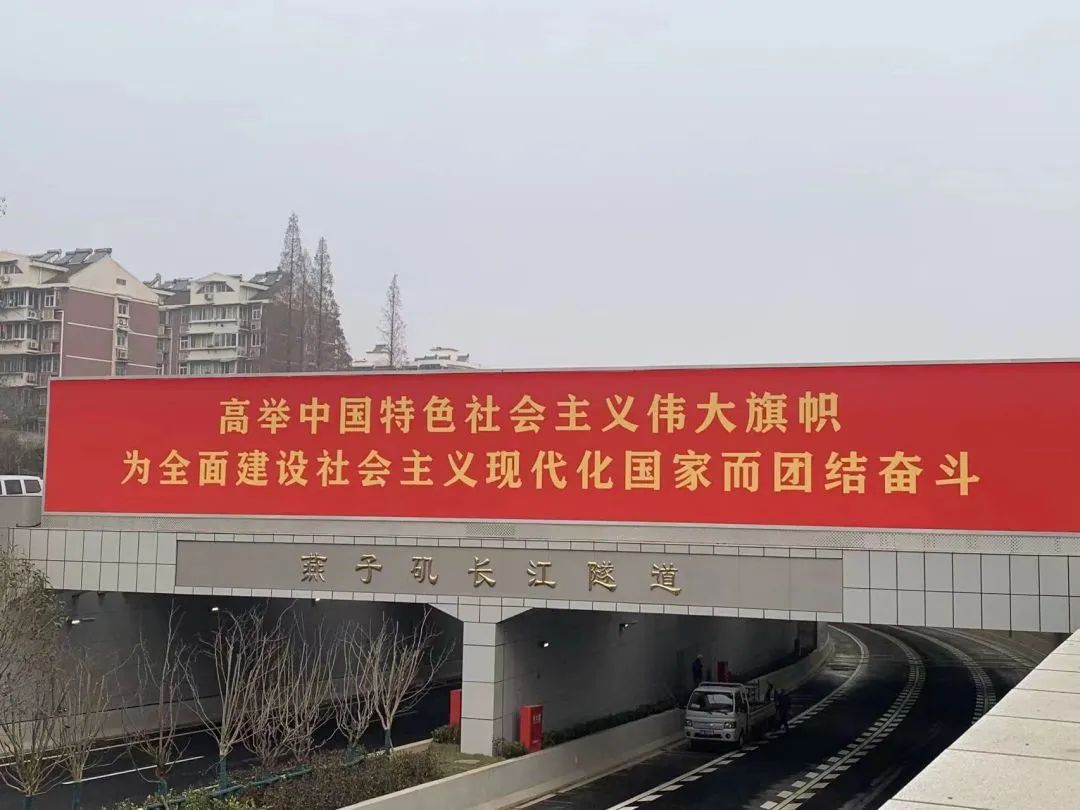 高举中国特色社会主义伟大旗帜
为全面建设社会主义现代化国家而团结奋斗
燕子矶长江隧道